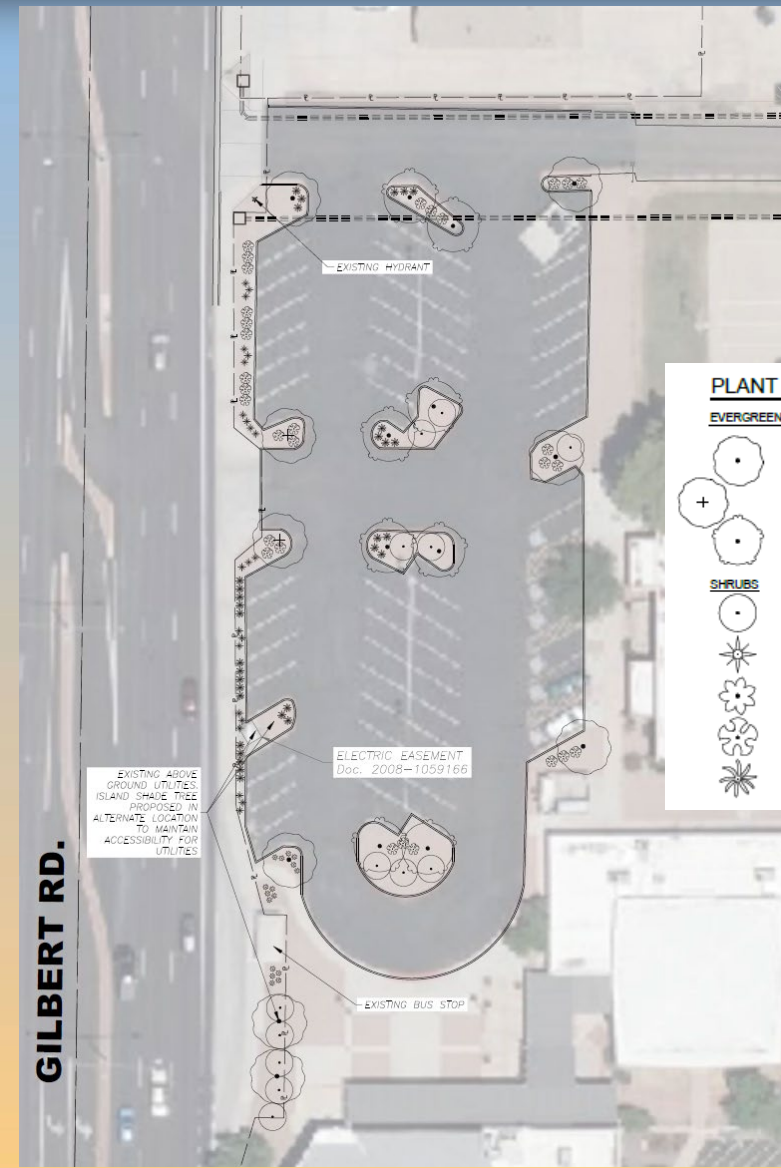 EXISTING HYDRANT
PLANT
EVERGREEN
SHRUBS
ELECTRIC EASEMENT
Doc. 2008-1059166
EXISTING ABOVE
GROUND UTILITIES.
ISLAND SHADE TREE
PROPOSED IN
ALTERNATE LOCATION
TO MAINTAIN
ACCESSIBILITY FOR
UTILITIES
GILBERT RD.
EXISTING BUS STOP